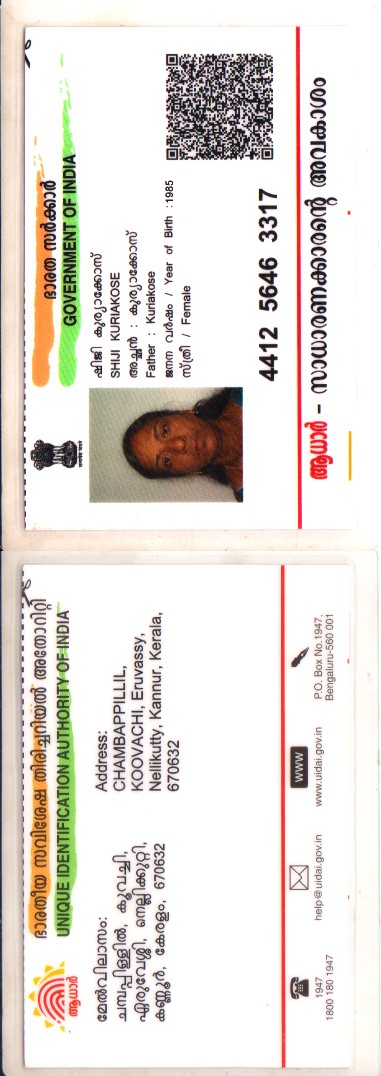 ഭാരത സർക്കാർ
GOVERNMENT OF INDIA
ഷിജി കുര്യാക്കോസ്
SHIJI KURIAKOSE
അച്ഛൻ : കുര്യാക്കോസ്
Father : Kuriakose
ജനന വർഷം / Year of Birth :1985
സ്ത്രീ / Female
4412 5646 3317
ആധാർ – സാധാരണക്കാരന്റെ അവകാശം
ഭാരതീയ സവിശേഷ തിരിച്ചറിയൽ അതോറിറ്റി
UNIQUE IDENTIFICATION AUTHORITY OF INDIA
ആധാർ
മേൽവിലാസം:
ചമ്പപ്പിള്ളിൽ, കൂവച്ചി,
ഏരുവേശ്ശി, നെല്ലിക്കുറ്റി,
കണ്ണൂർ, കേരളം, 670632
Address:
CHAMBAPPILLIL,
KOOVACHI, Eruvassy,
Nellikutty, Kannur, Kerala,
670632
1947
1800 180 1947
help@uidai.gov.in
www
www.uidai.gov.in
P.O. Box No.1947,
Bengaluru-560 001